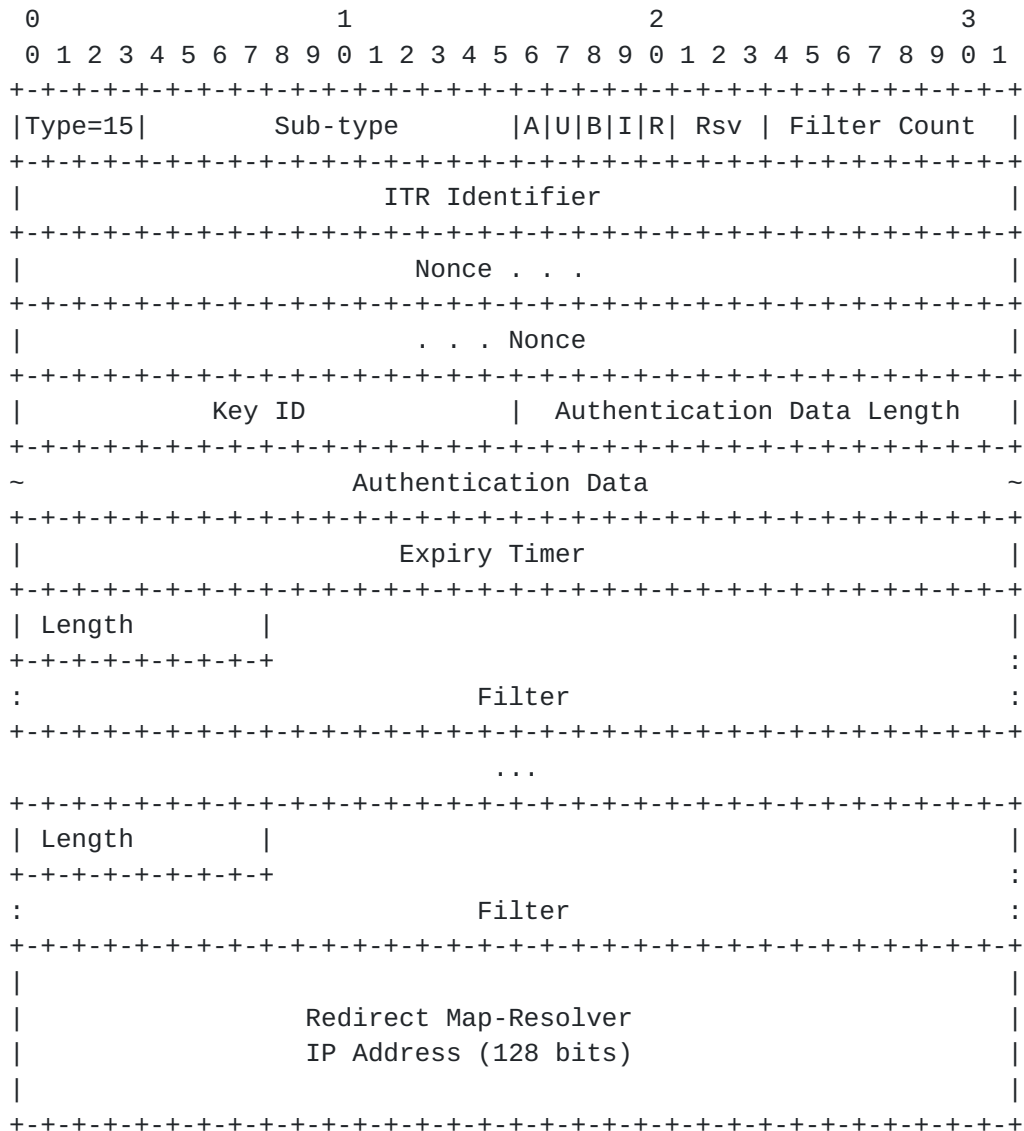 0                   1                   2                   3
 0 1 2 3 4 5 6 7 8 9 0 1 2 3 4 5 6 7 8 9 0 1 2 3 4 5 6 7 8 9 0 1
+-+-+-+-+-+-+-+-+-+-+-+-+-+-+-+-+-+-+-+-+-+-+-+-+-+-+-+-+-+-+-+-+
|Type=15|        Sub-type       |A|U|B|I|R| Rsv | Filter Count  |
+-+-+-+-+-+-+-+-+-+-+-+-+-+-+-+-+-+-+-+-+-+-+-+-+-+-+-+-+-+-+-+-+
|                       ITR Identifier                          |
+-+-+-+-+-+-+-+-+-+-+-+-+-+-+-+-+-+-+-+-+-+-+-+-+-+-+-+-+-+-+-+-+
|                         Nonce . . .                           |
+-+-+-+-+-+-+-+-+-+-+-+-+-+-+-+-+-+-+-+-+-+-+-+-+-+-+-+-+-+-+-+-+
|                         . . . Nonce                           |
+-+-+-+-+-+-+-+-+-+-+-+-+-+-+-+-+-+-+-+-+-+-+-+-+-+-+-+-+-+-+-+-+
|            Key ID             |  Authentication Data Length   |
+-+-+-+-+-+-+-+-+-+-+-+-+-+-+-+-+-+-+-+-+-+-+-+-+-+-+-+-+-+-+-+-+
~                     Authentication Data                       ~
+-+-+-+-+-+-+-+-+-+-+-+-+-+-+-+-+-+-+-+-+-+-+-+-+-+-+-+-+-+-+-+-+
|                        Expiry Timer                           |
+-+-+-+-+-+-+-+-+-+-+-+-+-+-+-+-+-+-+-+-+-+-+-+-+-+-+-+-+-+-+-+-+
| Length        |                                               |
+-+-+-+-+-+-+-+-+                                               :
:                             Filter                            :
+-+-+-+-+-+-+-+-+-+-+-+-+-+-+-+-+-+-+-+-+-+-+-+-+-+-+-+-+-+-+-+-+
                               ...
+-+-+-+-+-+-+-+-+-+-+-+-+-+-+-+-+-+-+-+-+-+-+-+-+-+-+-+-+-+-+-+-+
| Length        |                                               |
+-+-+-+-+-+-+-+-+                                               :
:                             Filter                            :
+-+-+-+-+-+-+-+-+-+-+-+-+-+-+-+-+-+-+-+-+-+-+-+-+-+-+-+-+-+-+-+-+
|                                                               |
|                  Redirect Map-Resolver                        |
|                  IP Address (128 bits)                        |
|                                                               |
+-+-+-+-+-+-+-+-+-+-+-+-+-+-+-+-+-+-+-+-+-+-+-+-+-+-+-+-+-+-+-+-+